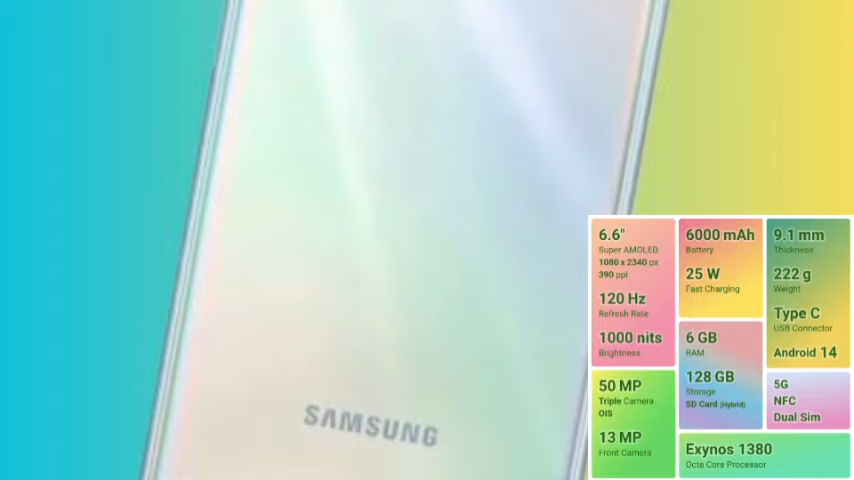 SAMSUNG
6.6"
Super AMOLED
1080 x 2340 px
390 ppi
120 Hz
Refresh Rate
1000 nits
Brightness
50 MP
Triple Camera
OIS
13 MP
Front Camera
6000 mAh
Battery
25 W
Fast Charging
6 GB
RAM
128 GB
Storage
SD Card (Hybrid)
9.1 mm
Thickness
222 g
Weight
Type C
USB Connector
Android 14
5G
NFC
Dual Sim
Exynos 1380
Octa Core Processor